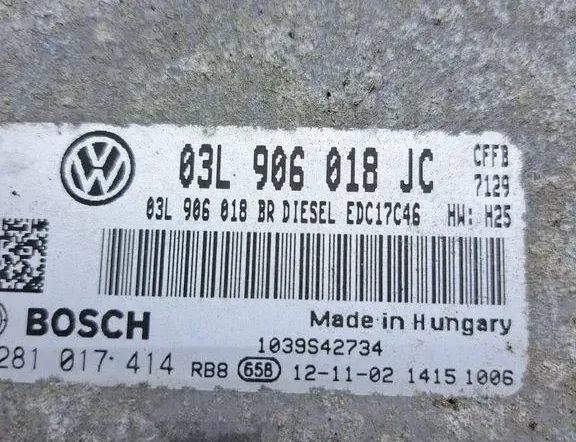 03L 906 018 JC CFFB
7129
03L 906 018 BR DIESEL EDC17C46 HW: H25
BOSCH Made in Hungary
1039S42734
281 017 414 RB8 658 12-11-02 1415 1006